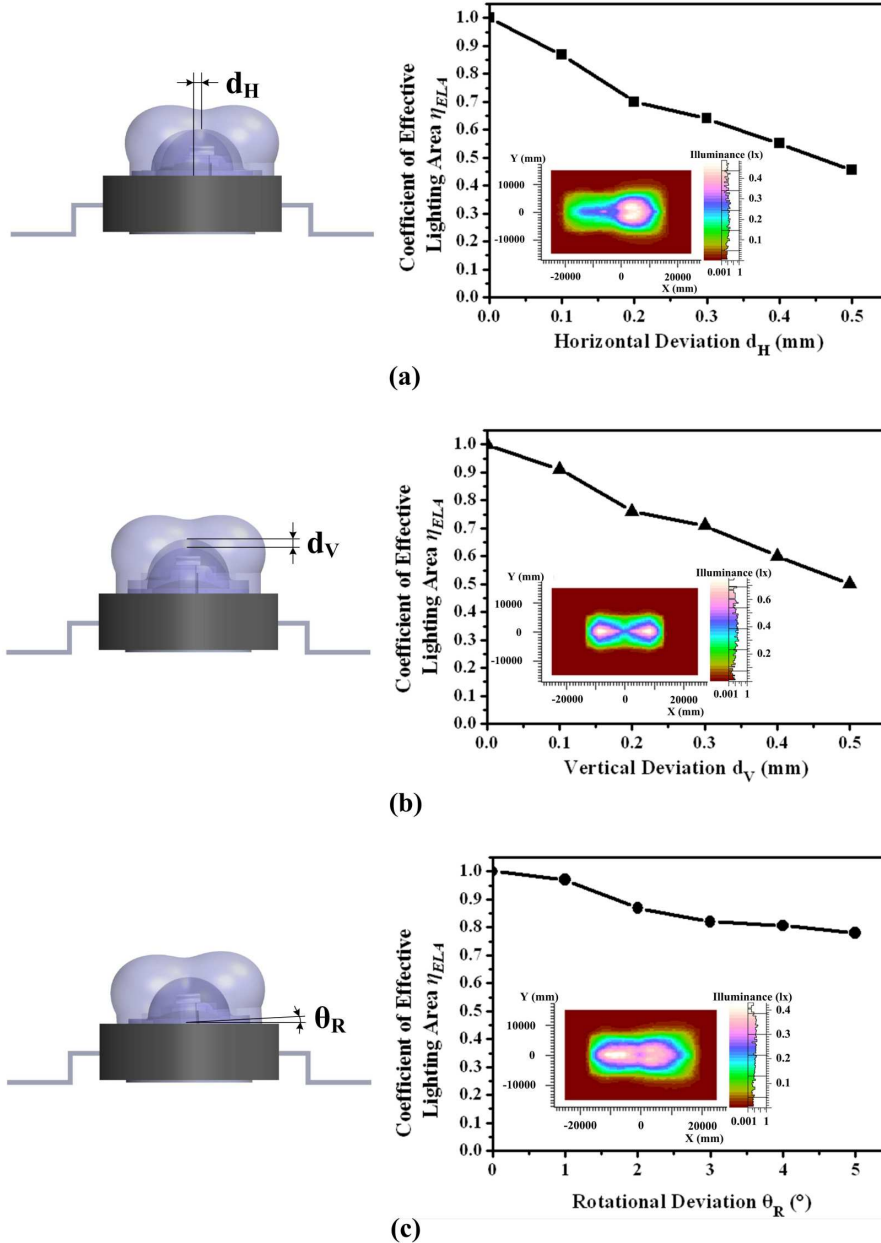 d_H
Coefficient of Effective
Lighting Area η_ELA
1.0
0.9
0.8
0.7
0.6
0.5
0.4
0.3
0.2
0.1
0.0
0.0 0.1 0.2 0.3 0.4 0.5
Horizontal Deviation d_H (mm)
Y (mm)
10000
0
-10000
-20000 0 20000
X (mm)
Illuminance (lx)
0.4
0.3
0.2
0.1
0.001 1
(a)
d_V
Coefficient of Effective
Lighting Area η_ELA
1.0
0.9
0.8
0.7
0.6
0.5
0.4
0.3
0.2
0.1
0.0
0.0 0.1 0.2 0.3 0.4 0.5
Vertical Deviation d_V (mm)
Y (mm)
10000
0
-10000
-20000 0 20000
X (mm)
Illuminance (lx)
0.6
0.4
0.2
0.001 1
(b)
θ_R
Coefficient of Effective
Lighting Area η_ELA
1.0
0.9
0.8
0.7
0.6
0.5
0.4
0.3
0.2
0.1
0.0
0 1 2 3 4 5
Rotational Deviation θ_R (°)
Y (mm)
10000
0
-10000
-20000 0 20000
X (mm)
Illuminance (lx)
0.4
0.3
0.2
0.1
0.001 1
(c)